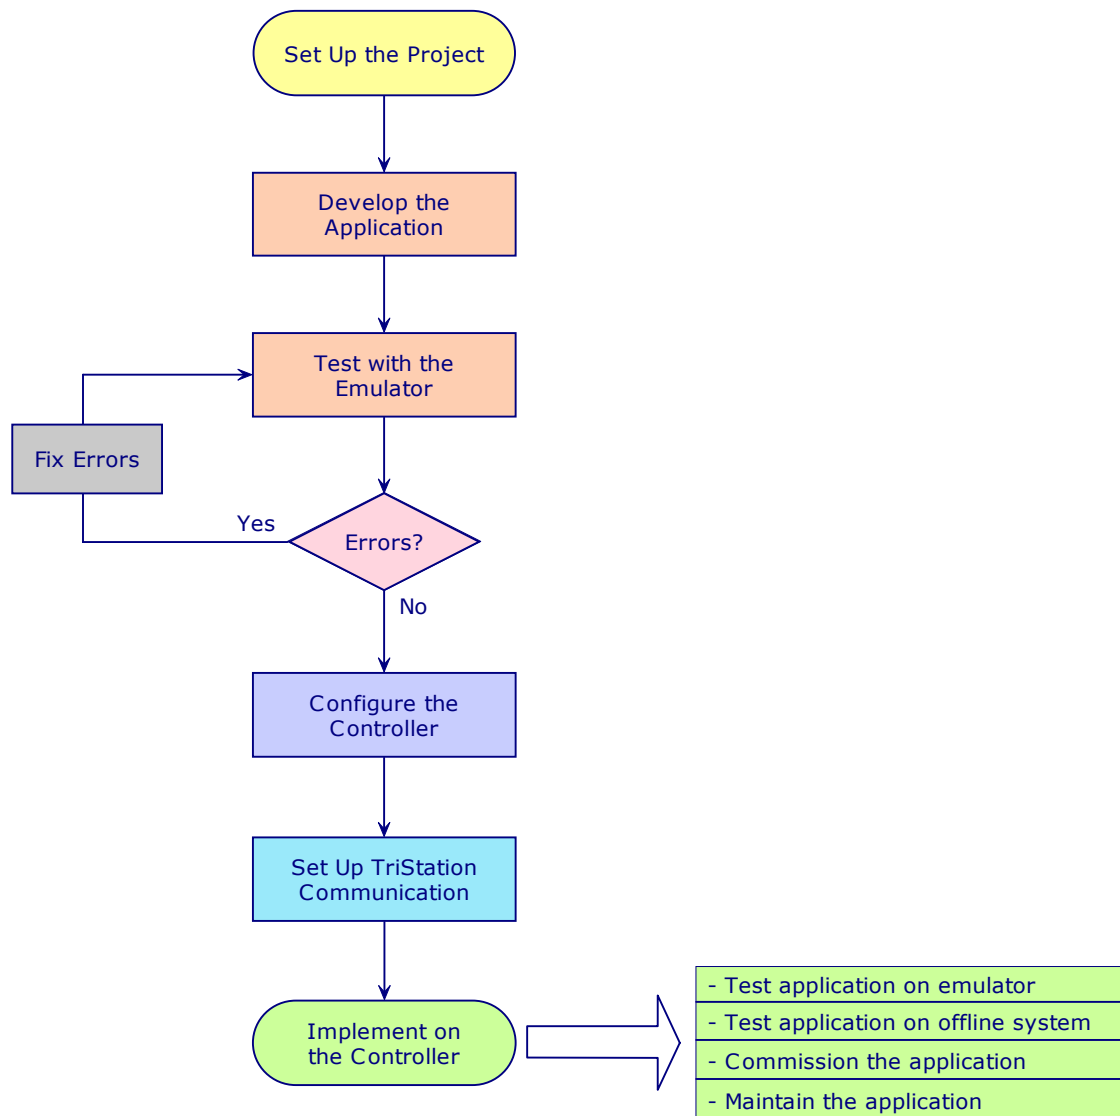 Set Up the Project
Develop the
Application
Test with the
Emulator
Fix Errors
Yes
Errors?
No
Configure the
Controller
Set Up TriStation
Communication
Implement on
the Controller
- Test application on emulator
- Test application on offline system
- Commission the application
- Maintain the application